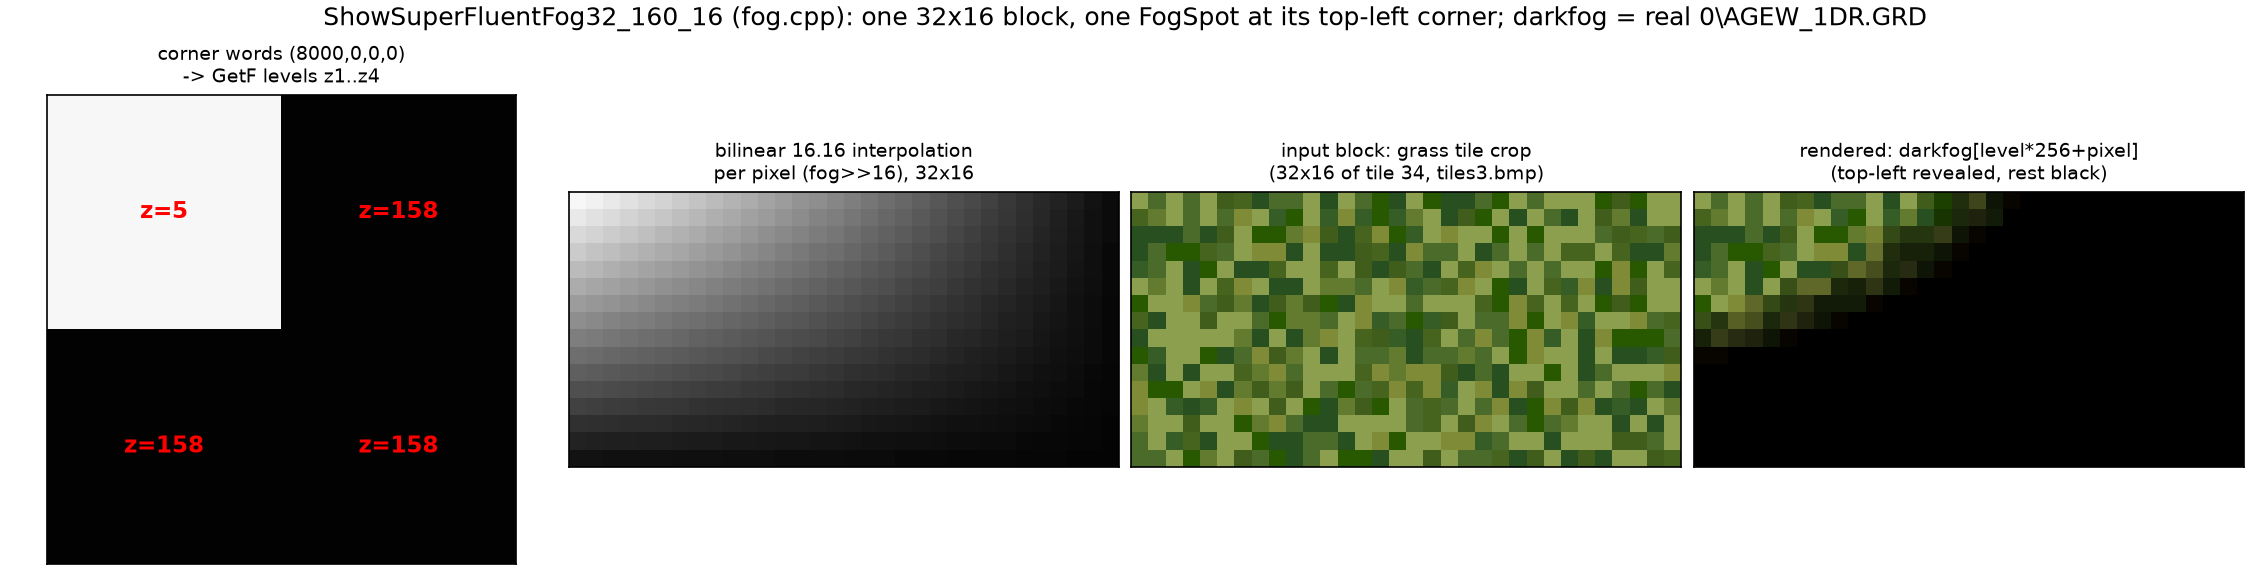 ShowSuperFluentFog32_160_16 (fog.cpp): one 32x16 block, one FogSpot at its top-left corner; darkfog = real 0\AGEW_1DR.GRD
corner words (8000,0,0,0)
-> GetF levels z1..z4
z=5
z=158
z=158
z=158
bilinear 16.16 interpolation
per pixel (fog>>16), 32x16
input block: grass tile crop
(32x16 of tile 34, tiles3.bmp)
rendered: darkfog[level*256+pixel]
(top-left revealed, rest black)